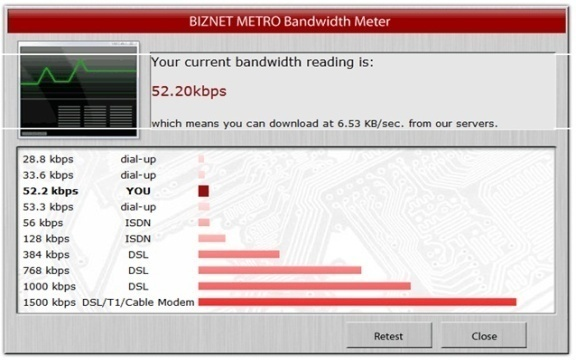 BIZNET METRO Bandwidth Meter
Your current bandwidth reading is:
52.20kbps
which means you can download at 6.53 KB/sec. from our servers.
28.8 kbps dial-up
33.6 kbps dial-up
52.2 kbps YOU
53.3 kbps dial-up
56 kbps ISDN
128 kbps ISDN
384 kbps DSL
768 kbps DSL
1000 kbps DSL
1500 kbps DSL/T1/Cable Modem
Retest Close